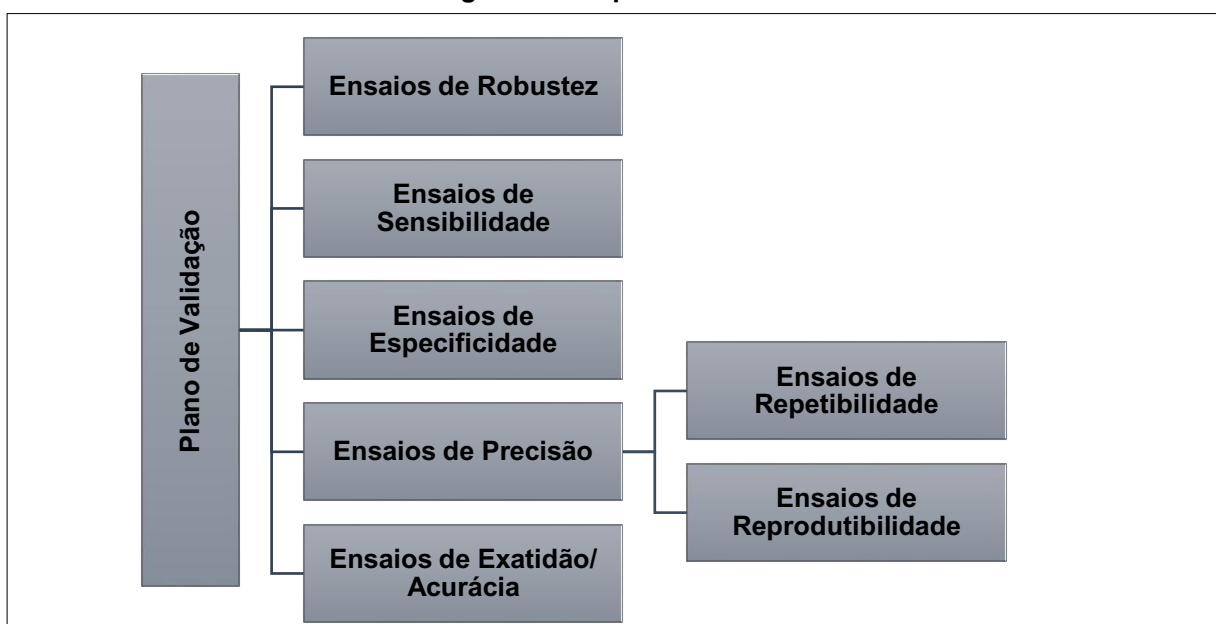 Plano de Validação
Ensaios de Robustez
Ensaios de
Sensibilidade
Ensaios de
Especificidade
Ensaios de Precisão
Ensaios de Exatidão/
Acurácia
Ensaios de
Repetibilidade
Ensaios de
Reprodutibilidade